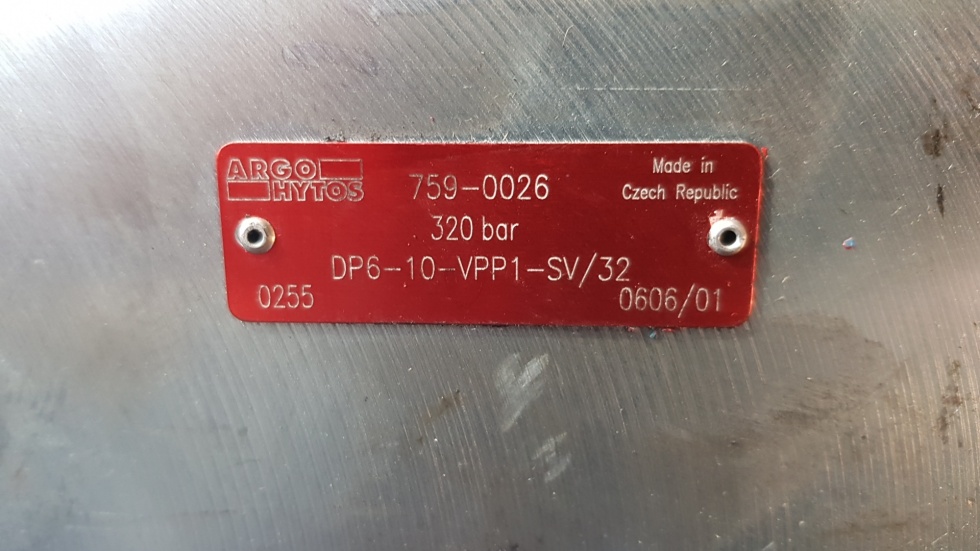 ARGO
HYTOS
759-0026
Made in
Czech Republic
320 bar
DP6-10-VPP1-SV/32
0255
0606/01